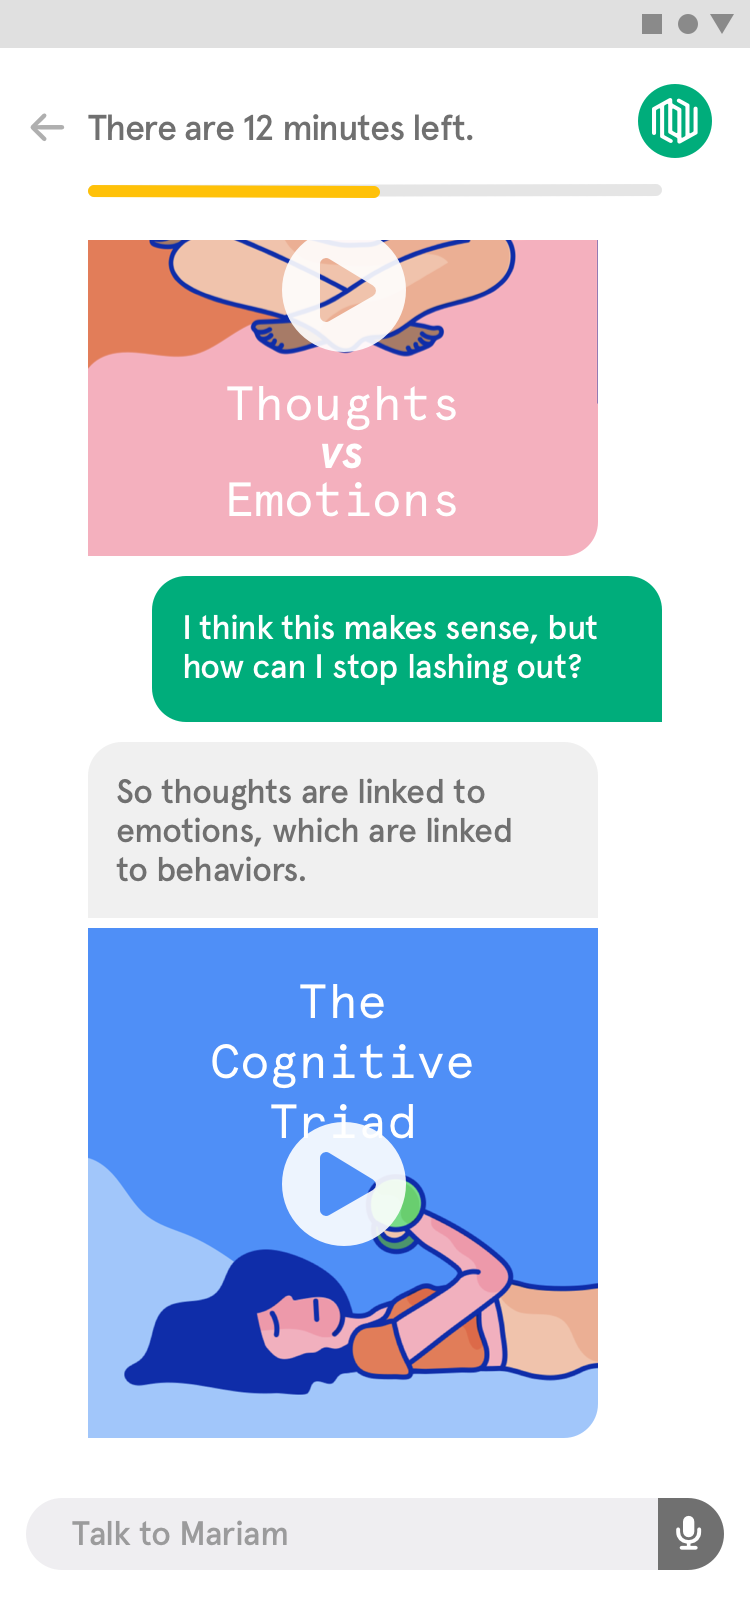 There are 12 minutes left.
Thoughts
vs
Emotions
I think this makes sense, but
how can I stop lashing out?
So thoughts are linked to
emotions, which are linked
to behaviors.
The
Cognitive
Triad
Talk to Mariam